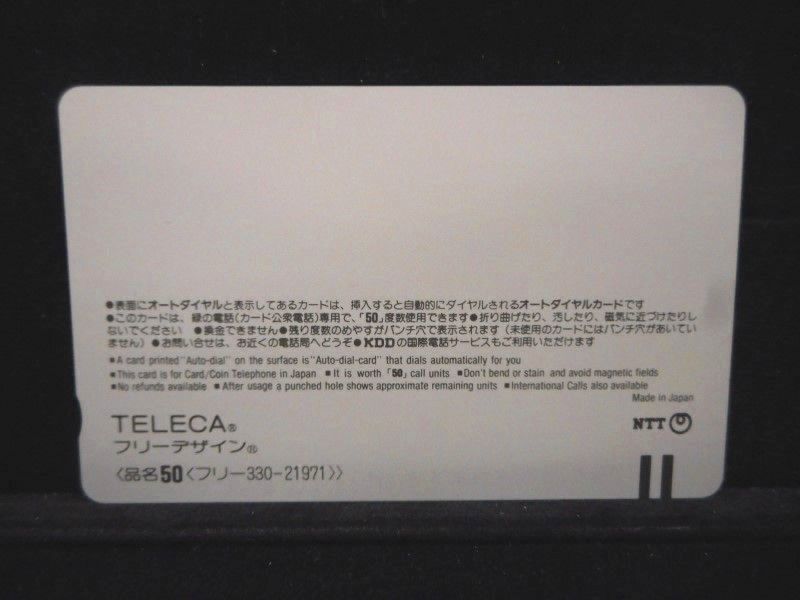 ●表面にオートダイヤルと表示してあるカードは、挿入すると自動的にダイヤルされるオートダイヤルカードです
●このカードは、緑の電話(カード公衆電話)専用で、「50」度数使用できます●折り曲げたり、汚したり、磁気に近づけたりし
ないでください ●換金できません●残り度数のめやすがパンチ穴で表示されます(未使用のカードにはパンチ穴があいてい
ません) ●お問い合せは、お近くの電話局へどうぞ●KDDの国際電話サービスもご利用いただけます
■A card printed "Auto-dial" on the surface is "Auto-dial-card" that dials automatically for you
■This card is for Card/Coin Telephone in Japan ■It is worth「50」call units ■Don't bend or stain and avoid magnetic fields
■No refunds available ■After usage a punched hole shows approximate remaining units ■International Calls also available
Made in Japan
TELECA®
NTT
フリーデザイン®
〈品名50〈フリー330-21971〉〉